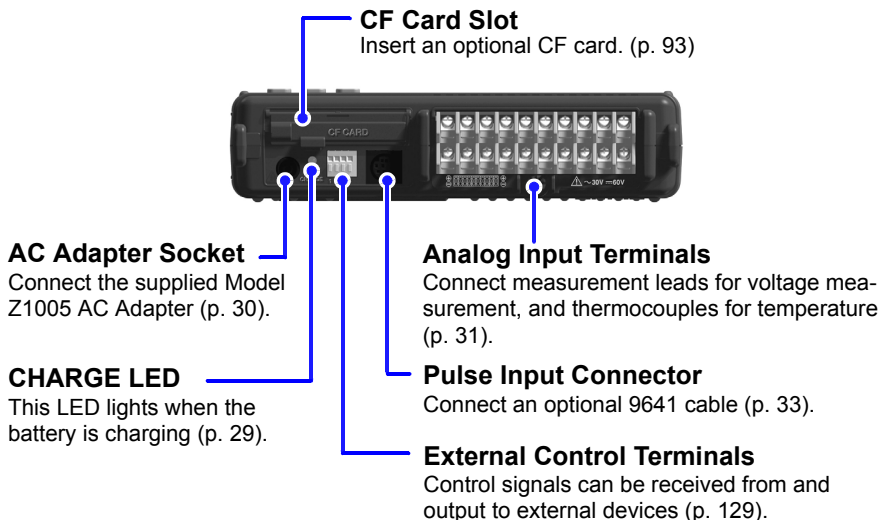 CF Card Slot
Insert an optional CF card. (p. 93)
CF CARD
~30V ⎓60V
AC Adapter Socket
Connect the supplied Model
Z1005 AC Adapter (p. 30).
Analog Input Terminals
Connect measurement leads for voltage mea-
surement, and thermocouples for temperature
(p. 31).
CHARGE LED
This LED lights when the
battery is charging (p. 29).
Pulse Input Connector
Connect an optional 9641 cable (p. 33).
External Control Terminals
Control signals can be received from and
output to external devices (p. 129).